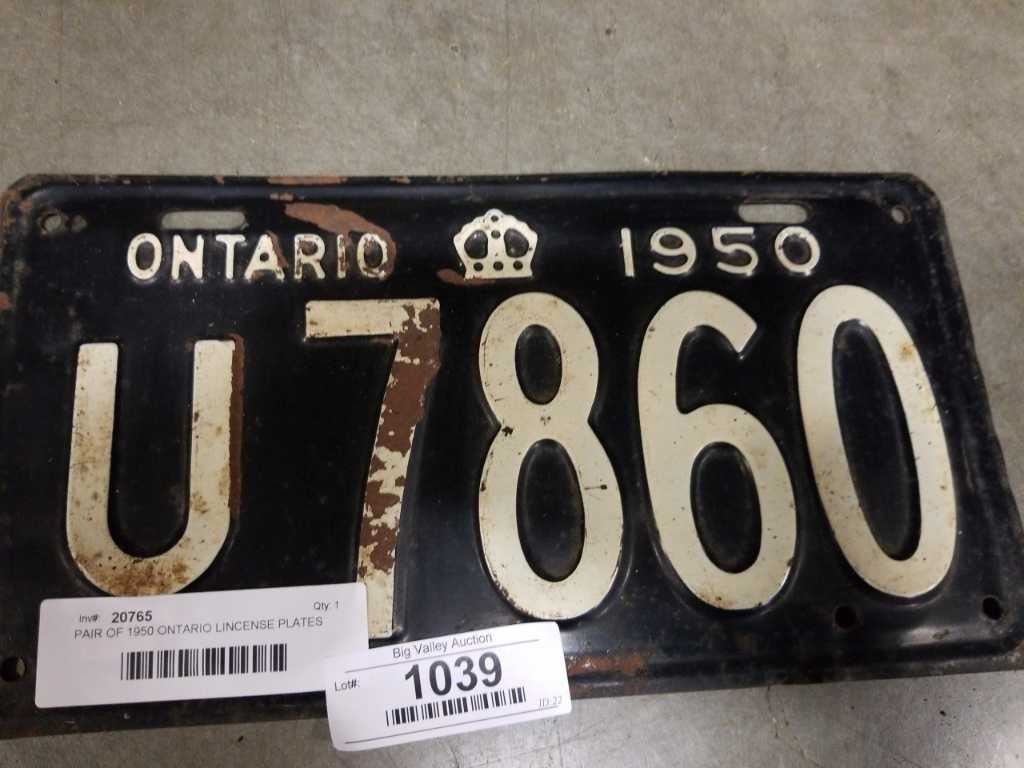 ONTARIO 1950
U7860
Inv#: 20765 Qty: 1
PAIR OF 1950 ONTARIO LINCENSE PLATES
Big Valley Auction
Lot#: 1039